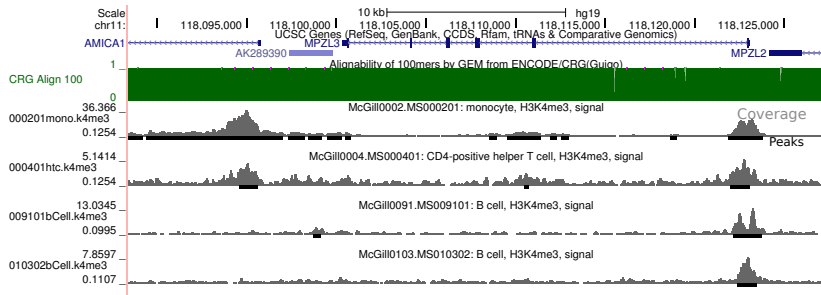 Scale 10 kb hg19
chr11: 118,095,000 118,100,000 118,105,000 118,110,000 118,115,000 118,120,000 118,125,000
UCSC Genes (RefSeq, GenBank, CCDS, Rfam, tRNAs & Comparative Genomics)
AMICA1 MPZL3
AK289390 MPZL2
1 Alignability of 100mers by GEM from ENCODE/CRG(Guigo)
CRG Align 100
0
36.366 McGill0002.MS000201: monocyte, H3K4me3, signal
Coverage
000201mono.k4me3
0.1254
Peaks
5.1414 McGill0004.MS000401: CD4-positive helper T cell, H3K4me3, signal
000401htc.k4me3
0.1254
13.0345 McGill0091.MS009101: B cell, H3K4me3, signal
009101bCell.k4me3
0.0995
7.8597 McGill0103.MS010302: B cell, H3K4me3, signal
010302bCell.k4me3
0.1107